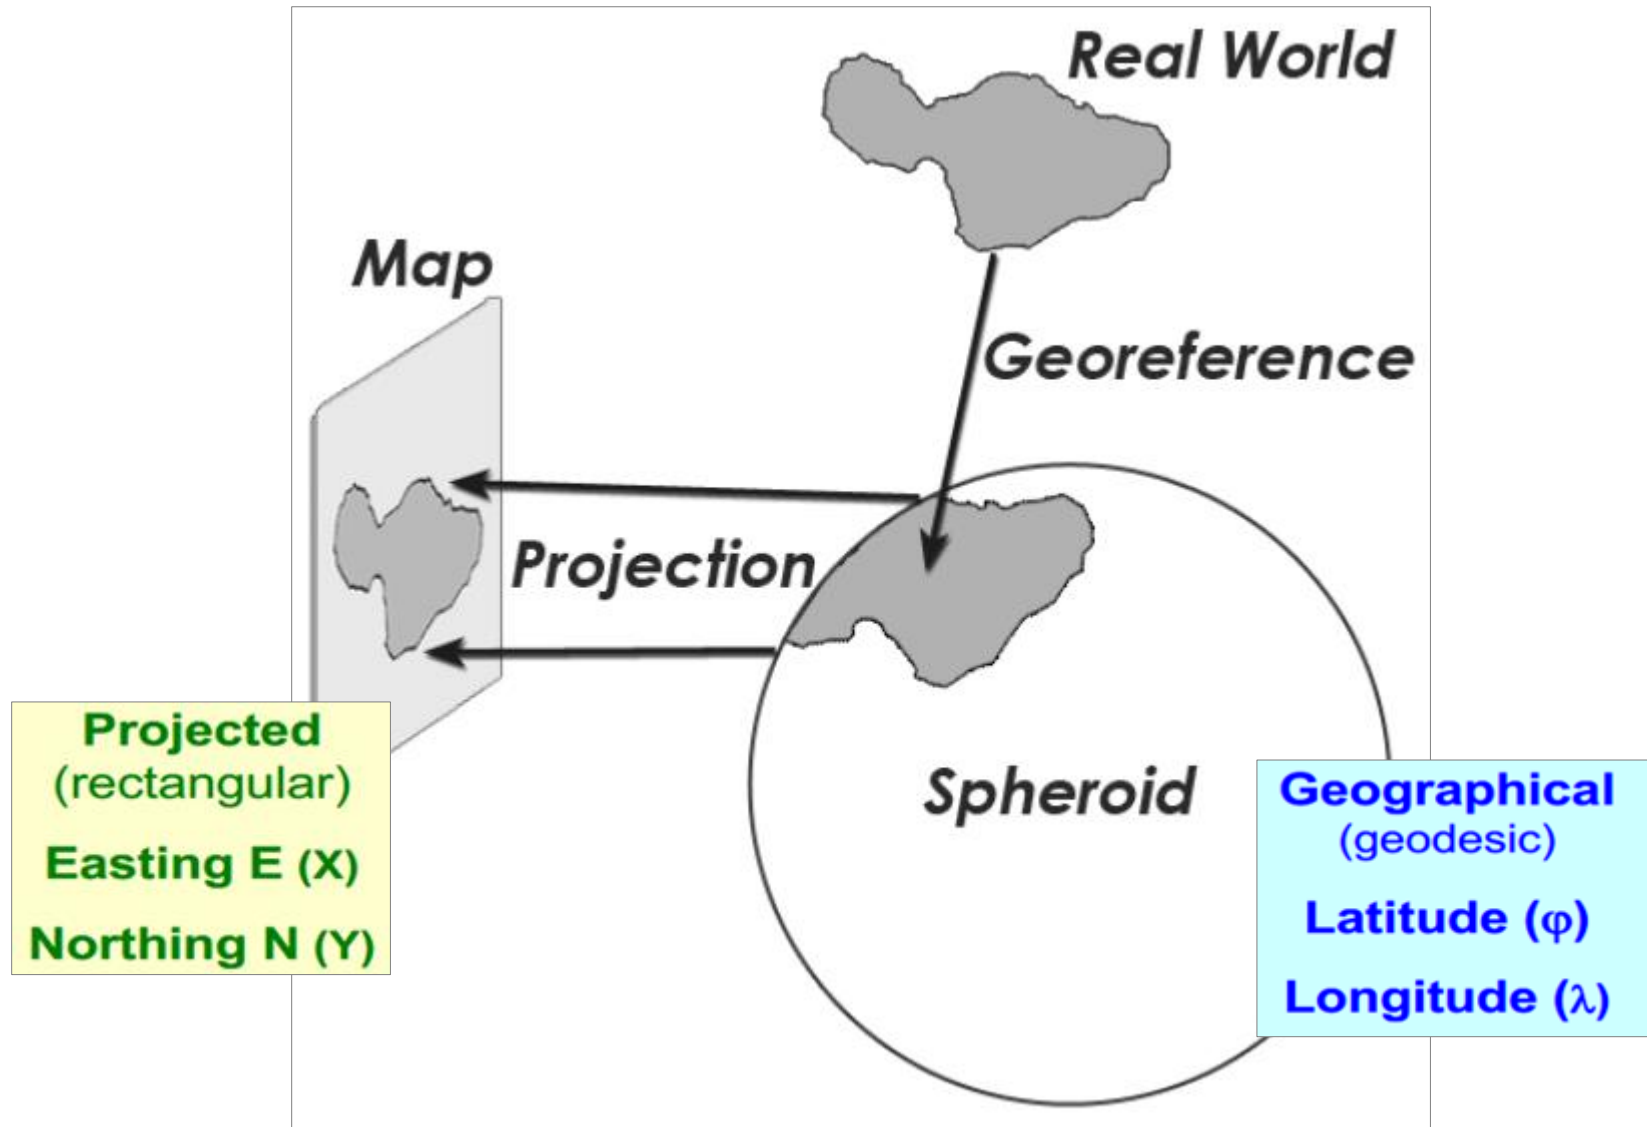 Real World
Map
Georeference
Projection
Spheroid
Projected
(rectangular)
Easting E (X)
Northing N (Y)
Geographical
(geodesic)
Latitude (φ)
Longitude (λ)